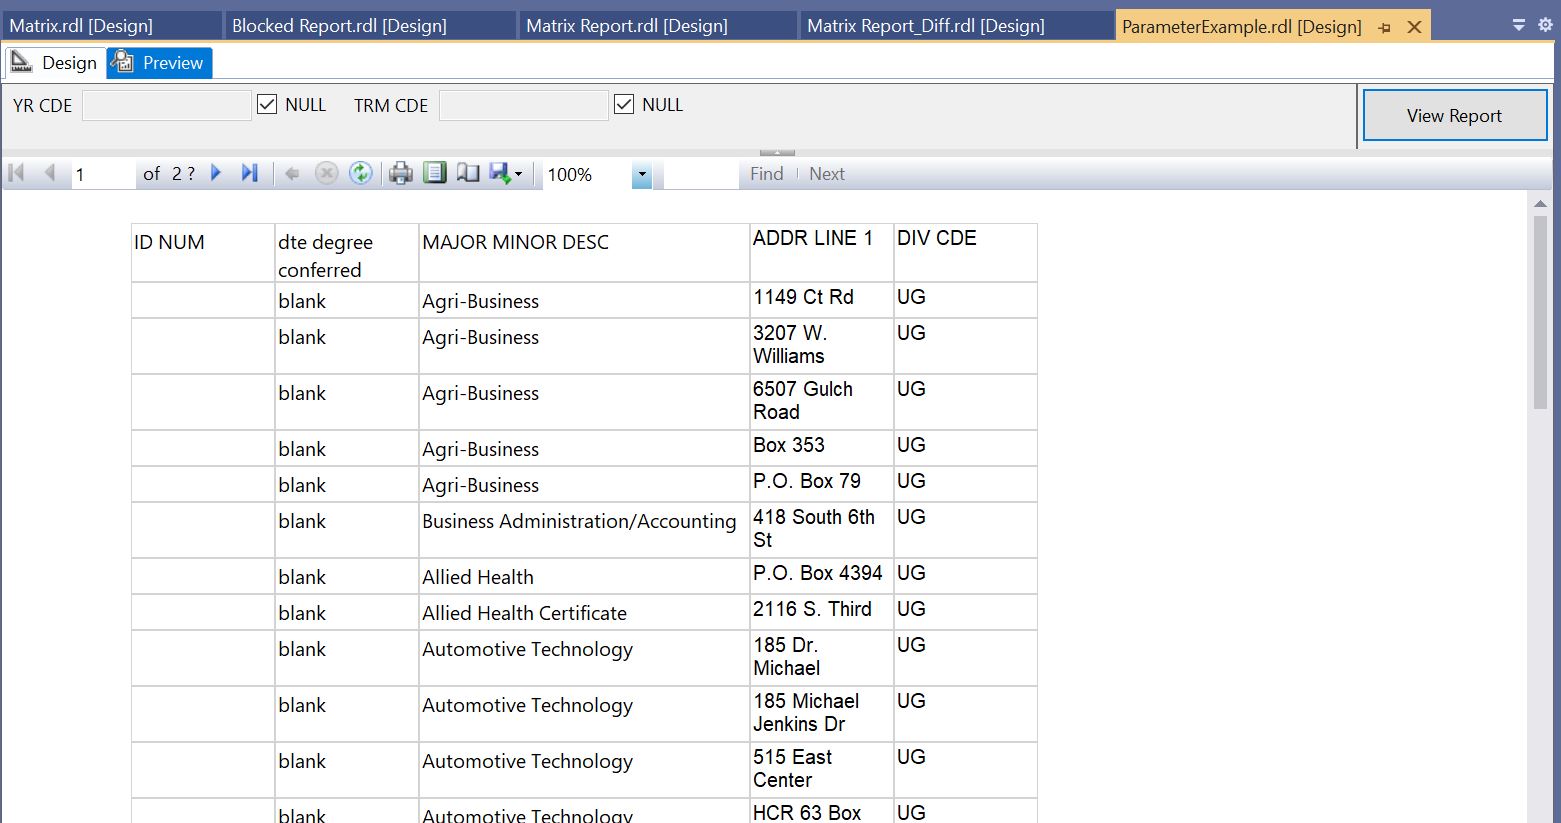 Matrix.rdl [Design] Blocked Report.rdl [Design] Matrix Report.rdl [Design] Matrix Report_Diff.rdl [Design] ParameterExample.rdl [Design]
Design Preview
YR CDE NULL TRM CDE NULL View Report
1 of 2 ? 100% Find Next
ID NUM dte degree MAJOR MINOR DESC ADDR LINE 1 DIV CDE
conferred
blank Agri-Business 1149 Ct Rd UG
blank Agri-Business 3207 W. UG
Williams
blank Agri-Business 6507 Gulch UG
Road
blank Agri-Business Box 353 UG
blank Agri-Business P.O. Box 79 UG
blank Business Administration/Accounting 418 South 6th UG
St
blank Allied Health P.O. Box 4394 UG
blank Allied Health Certificate 2116 S. Third UG
blank Automotive Technology 185 Dr. UG
Michael
blank Automotive Technology 185 Michael UG
Jenkins Dr
blank Automotive Technology 515 East UG
Center
blank Automotive Technology HCR 63 Box UG